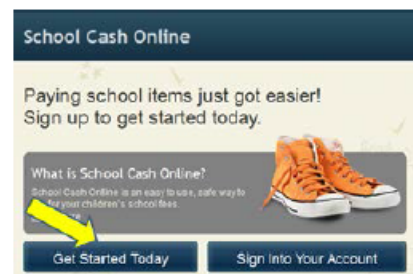 School Cash Online
Paying school items just got easier!
Sign up to get started today.
What is School Cash Online?
School Cash Online is an easy to use, safe way to
for your children's school fees.
Get Started Today
Sign Into Your Account